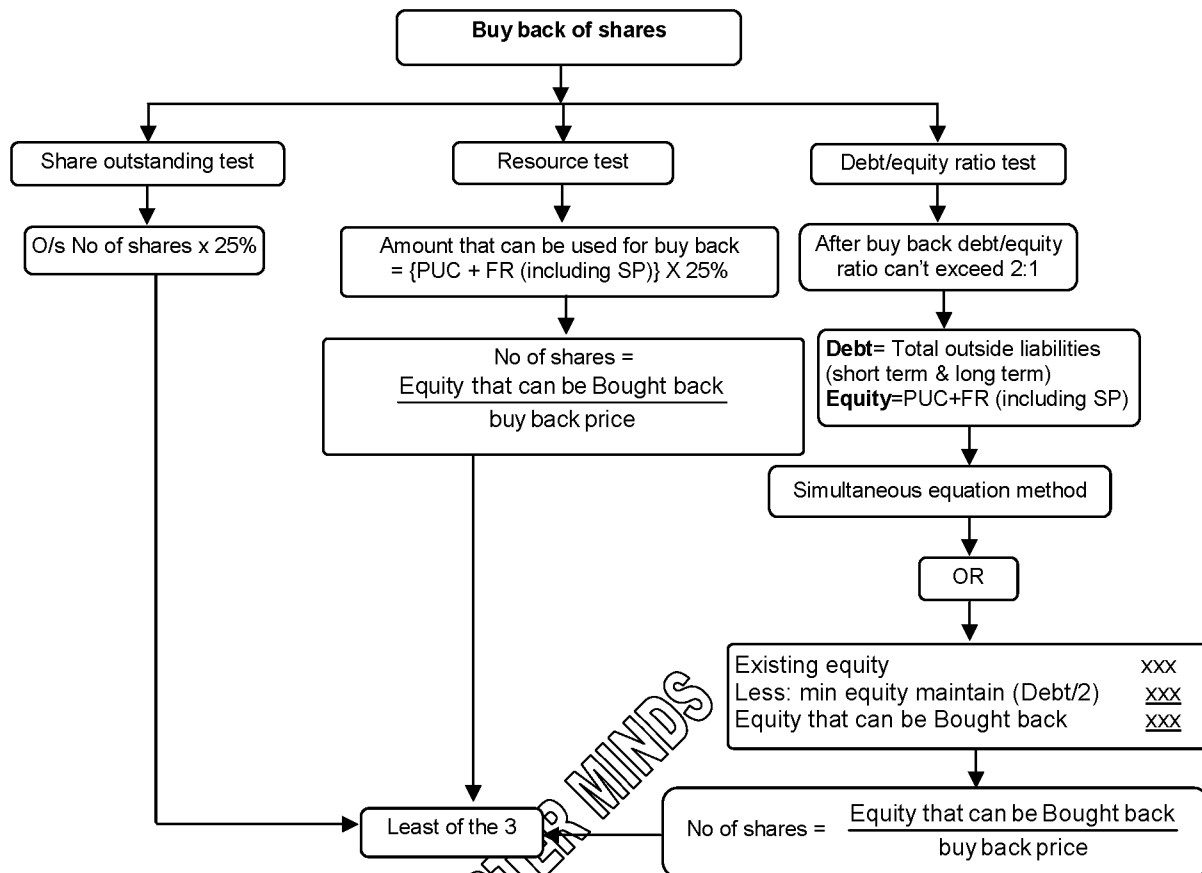 Buy back of shares
Share outstanding test
Resource test
Debt/equity ratio test
O/s No of shares x 25%
Amount that can be used for buy back
= {PUC + FR (including SP)} X 25%
After buy back debt/equity
ratio can't exceed 2:1
No of shares =
Equity that can be Bought back
buy back price
Debt= Total outside liabilities
(short term & long term)
Equity=PUC+FR (including SP)
Simultaneous equation method
OR
Existing equity xxx
Less: min equity maintain (Debt/2) xxx
Equity that can be Bought back xxx
Least of the 3
No of shares = Equity that can be Bought back
buy back price
TER MINDS